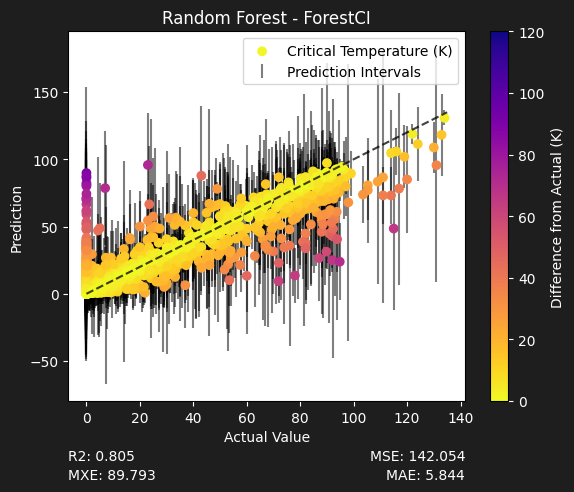 Random Forest - ForestCI
Critical Temperature (K)
Prediction Intervals
Prediction
150
100
50
0
−50
0
20
40
60
80
100
120
140
Actual Value
120
100
80
60
40
20
0
Difference from Actual (K)
R2: 0.805
MSE: 142.054
MXE: 89.793
MAE: 5.844